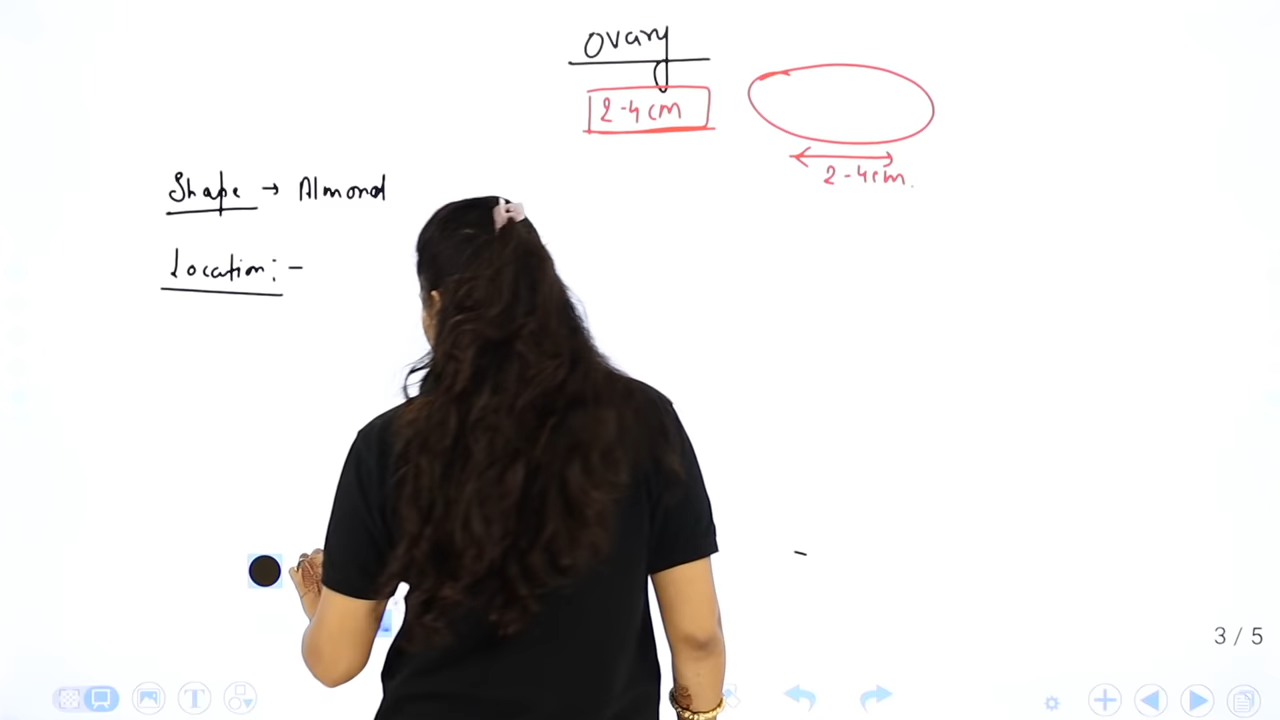 Ovary
2-4 cm
2-4 cm.
Shape → Almond
Location:-
3 / 5
T